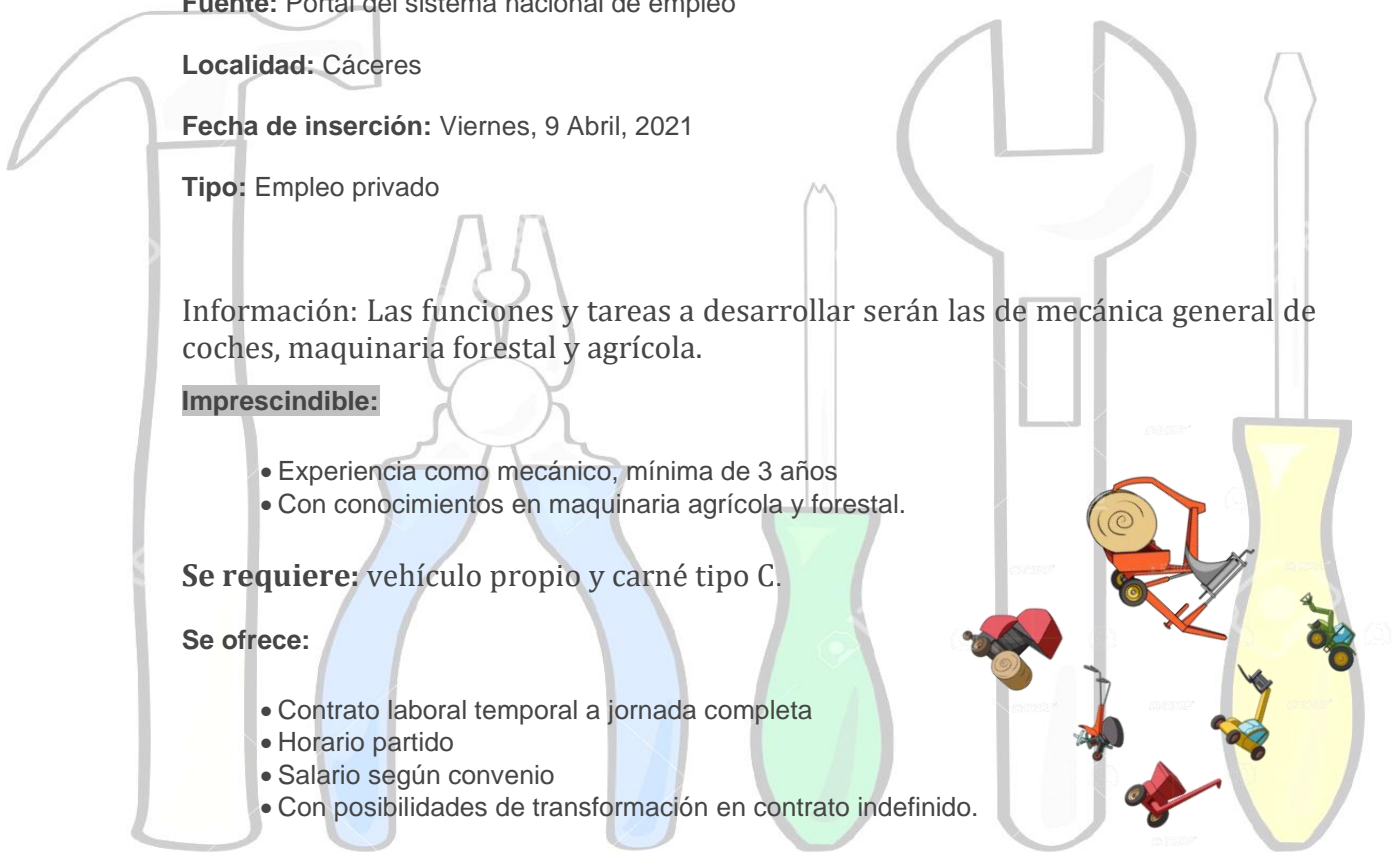 Fuente: Portal del sistema nacional de empleo
Localidad: Cáceres
Fecha de inserción: Viernes, 9 Abril, 2021
Tipo: Empleo privado
Información: Las funciones y tareas a desarrollar serán las de mecánica general de
coches, maquinaria forestal y agrícola.
Imprescindible:
• Experiencia como mecánico, mínima de 3 años
• Con conocimientos en maquinaria agrícola y forestal.
Se requiere: vehículo propio y carné tipo C.
Se ofrece:
• Contrato laboral temporal a jornada completa
• Horario partido
• Salario según convenio
• Con posibilidades de transformación en contrato indefinido.